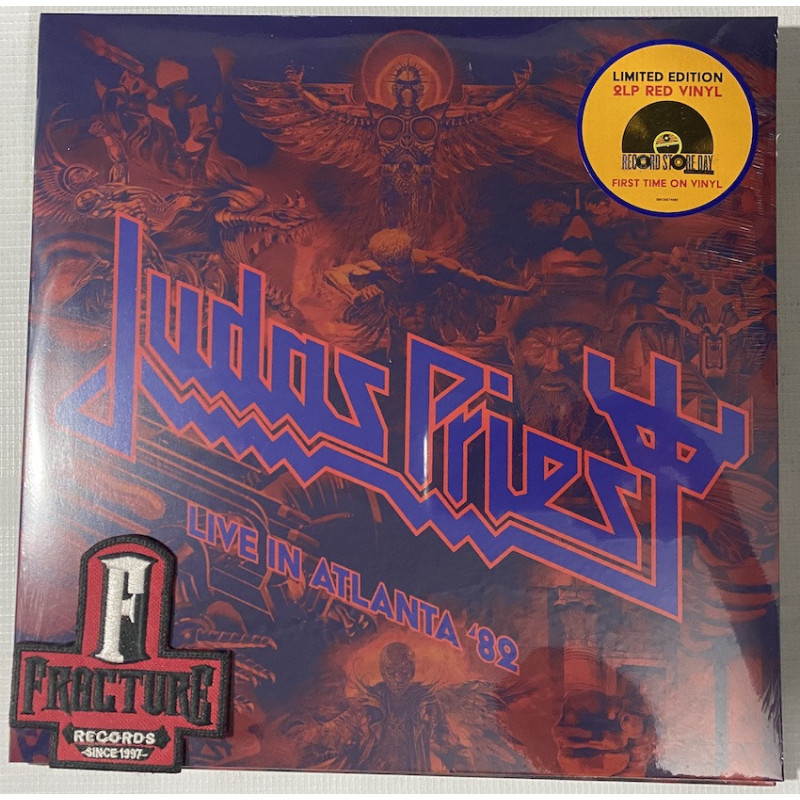 LIMITED EDITION
2LP RED VINYL
RECORD STORE DAY
FIRST TIME ON VINYL
Judas Priest
LIVE IN ATLANTA '82
F
FRACTURE
RECORDS
-SINCE 1997-